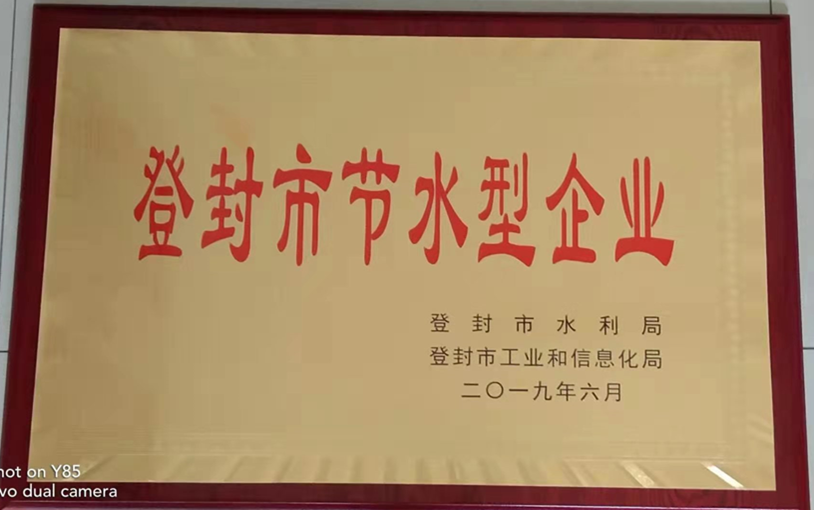 登封市节水型企业
登封市水利局
登封市工业和信息化局
二〇一九年六月
hot on Y85
vo dual camera